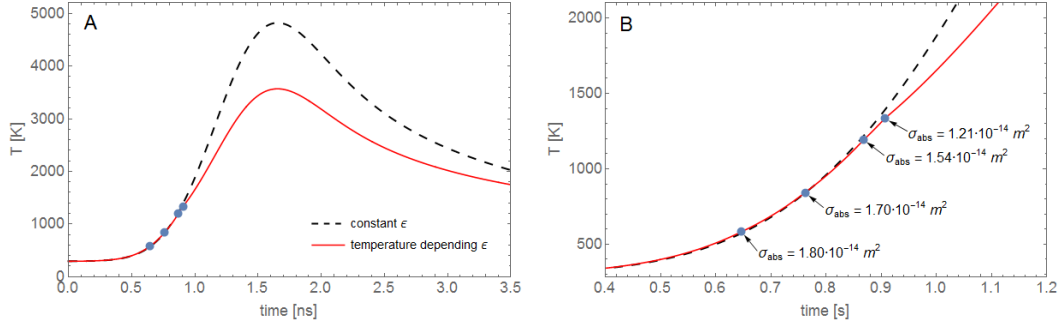 A
T [K]
5000
4000
3000
2000
1000
0
0.0 0.5 1.0 1.5 2.0 2.5 3.0 3.5
time [ns]
constant ϵ
temperature depending ϵ
B
T [K]
2000
1500
1000
500
0.4 0.5 0.6 0.7 0.8 0.9 1.0 1.1 1.2
time [s]
σabs = 1.21·10⁻¹⁴ m²
σabs = 1.54·10⁻¹⁴ m²
σabs = 1.70·10⁻¹⁴ m²
σabs = 1.80·10⁻¹⁴ m²